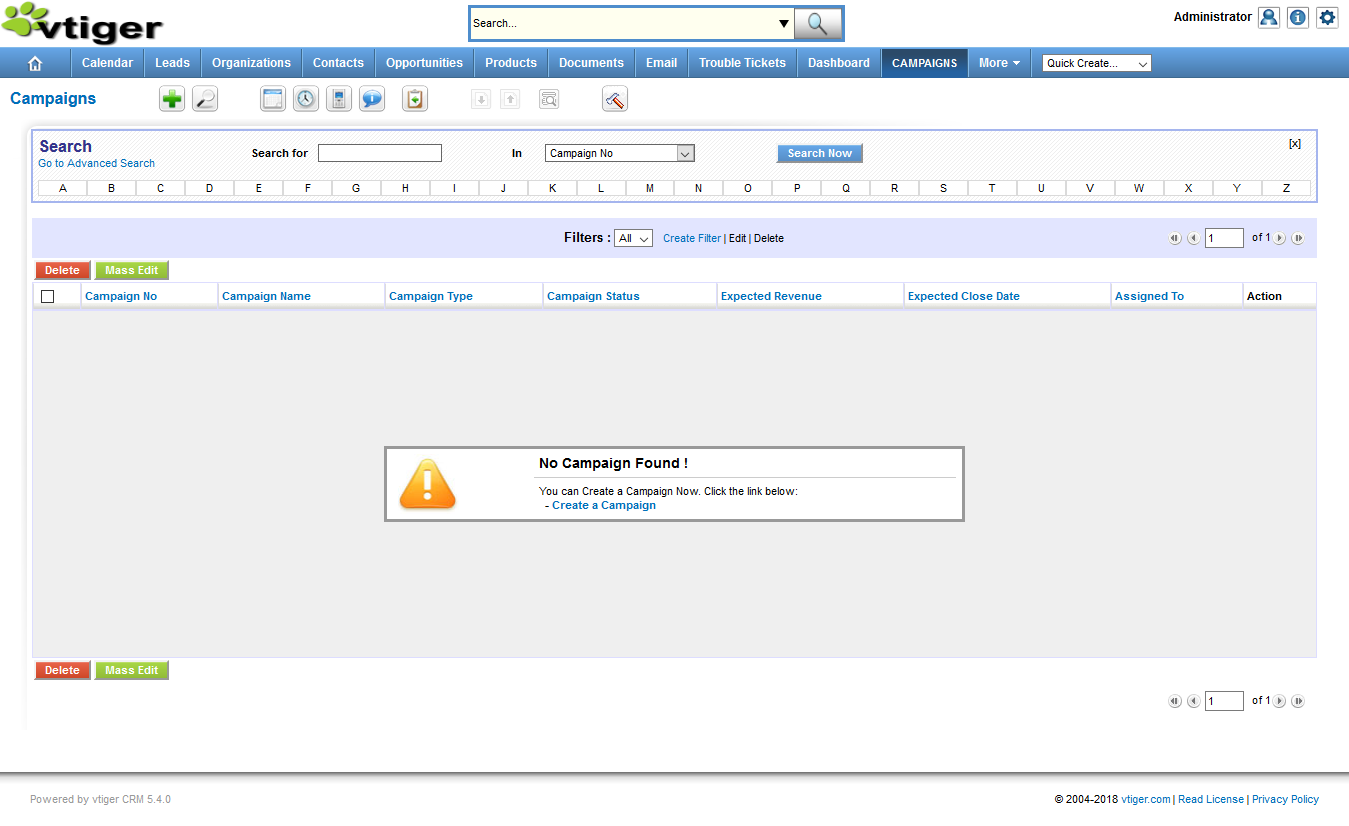 vtiger
Search...
Administrator
Calendar Leads Organizations Contacts Opportunities Products Documents Email Trouble Tickets Dashboard CAMPAIGNS More Quick Create...
Campaigns
Search
Go to Advanced Search
Search for In Campaign No Search Now [x]
A B C D E F G H I J K L M N O P Q R S T U V W X Y Z
Filters : All Create Filter | Edit | Delete 1 of 1
Delete Mass Edit
Campaign No Campaign Name Campaign Type Campaign Status Expected Revenue Expected Close Date Assigned To Action
No Campaign Found !
You can Create a Campaign Now. Click the link below:
- Create a Campaign
Delete Mass Edit
1 of 1
Powered by vtiger CRM 5.4.0 © 2004-2018 vtiger.com | Read License | Privacy Policy